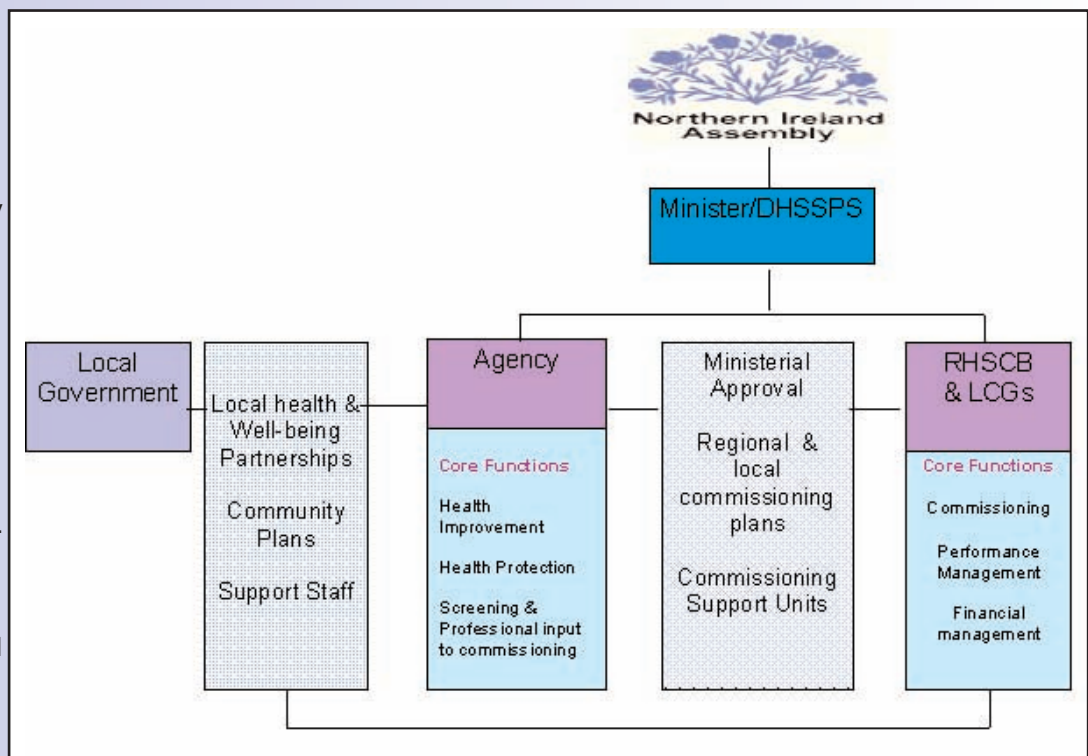 Northern Ireland
Assembly
Minister/DHSSPS
Local
Government
Local health &
Well-being
Partnerships
Community
Plans
Support Staff
Agency
Core Functions
Health
Improvement
Health Protection
Screening &
Professional input
to commissioning
Ministerial
Approval
Regional &
local
commissioning
plans
Commissioning
Support Units
RHSCB
& LCGs
Core Functions
Commissioning
Performance
Management
Financial
management